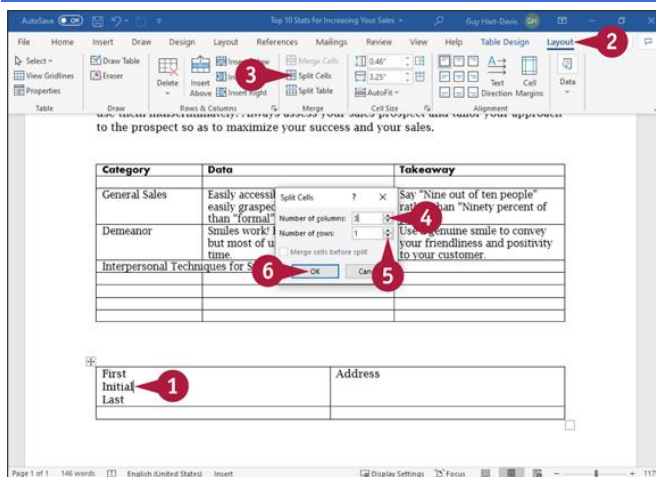 AutoSave On Top 10 Stats for Increasing Your Sales Guy Hart-Davis GH
File Home Insert Draw Design Layout References Mailings Review View Help Table Design Layout
2
Select Draw Table Merge Cells 0.46"
View Gridlines Eraser Delete Insert Split Cells 3.25" Text Cell Data
3
Properties Above Insert Right Split Table AutoFit Direction Margins
Table Draw Rows & Columns Merge Cell Size Alignment
to the prospect so as to maximize your success and your sales.
Category Data Takeaway
General Sales Easily accessi Split Cells ? × Say "Nine out of ten people"
easily grasped Number of columns: 3 4 than "Ninety percent of
than "formal"
Demeanor Smiles work! Number of rows: 1 genuine smile to convey
but most of u Merge cells before split your friendliness and positivity
time. 5 to your customer.
Interpersonal Techniques for S 6 OK
First Address
Initial 1
Last
Page 1 of 1 146 words English (United States) Insert Display Settings Focus 117%